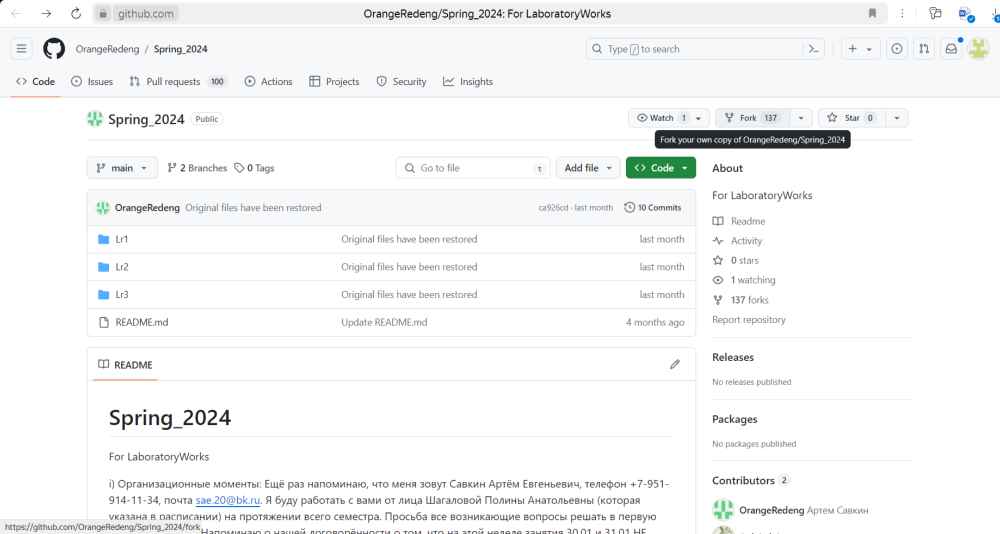 github.com
OrangeRedeng/Spring_2024: For LaboratoryWorks
OrangeRedeng / Spring_2024
Type / to search
Code
Issues
Pull requests 100
Actions
Projects
Security
Insights
Spring_2024 Public
Watch 1
Fork 137
Star 0
Fork your own copy of OrangeRedeng/Spring_2024
main
2 Branches
0 Tags
Go to file t
Add file
Code
OrangeRedeng Original files have been restored
ca926cd · last month
10 Commits
Lr1 Original files have been restored last month
Lr2 Original files have been restored last month
Lr3 Original files have been restored last month
README.md Update README.md 4 months ago
README
Spring_2024
For LaboratoryWorks
i) Организационные моменты: Ещё раз напоминаю, что меня зовут Савкин Артём Евгеньевич, телефон +7-951-
914-11-34, почта sae.20@bk.ru. Я буду работать с вами от лица Шагаловой Полины Анатольевны (которая
указана в расписании) на протяжении всего семестра. Просьба все возникающие вопросы решать в первую
Напоминаю о нашей договорённости о том, что на этой неделе занятия 30.01 и 31.01 НЕ
https://github.com/OrangeRedeng/Spring_2024/fork
About
For LaboratoryWorks
Readme
Activity
0 stars
1 watching
137 forks
Report repository
Releases
No releases published
Packages
No packages published
Contributors 2
OrangeRedeng Артем Савкин